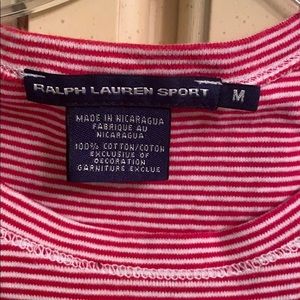 RALPH LAUREN SPORT M
MADE IN NICARAGUA
FABRIQUE AU
NICARAGUA
100% COTTON/COTON
EXCLUSIVE OF
DECORATION
GARNITURE EXCLUE